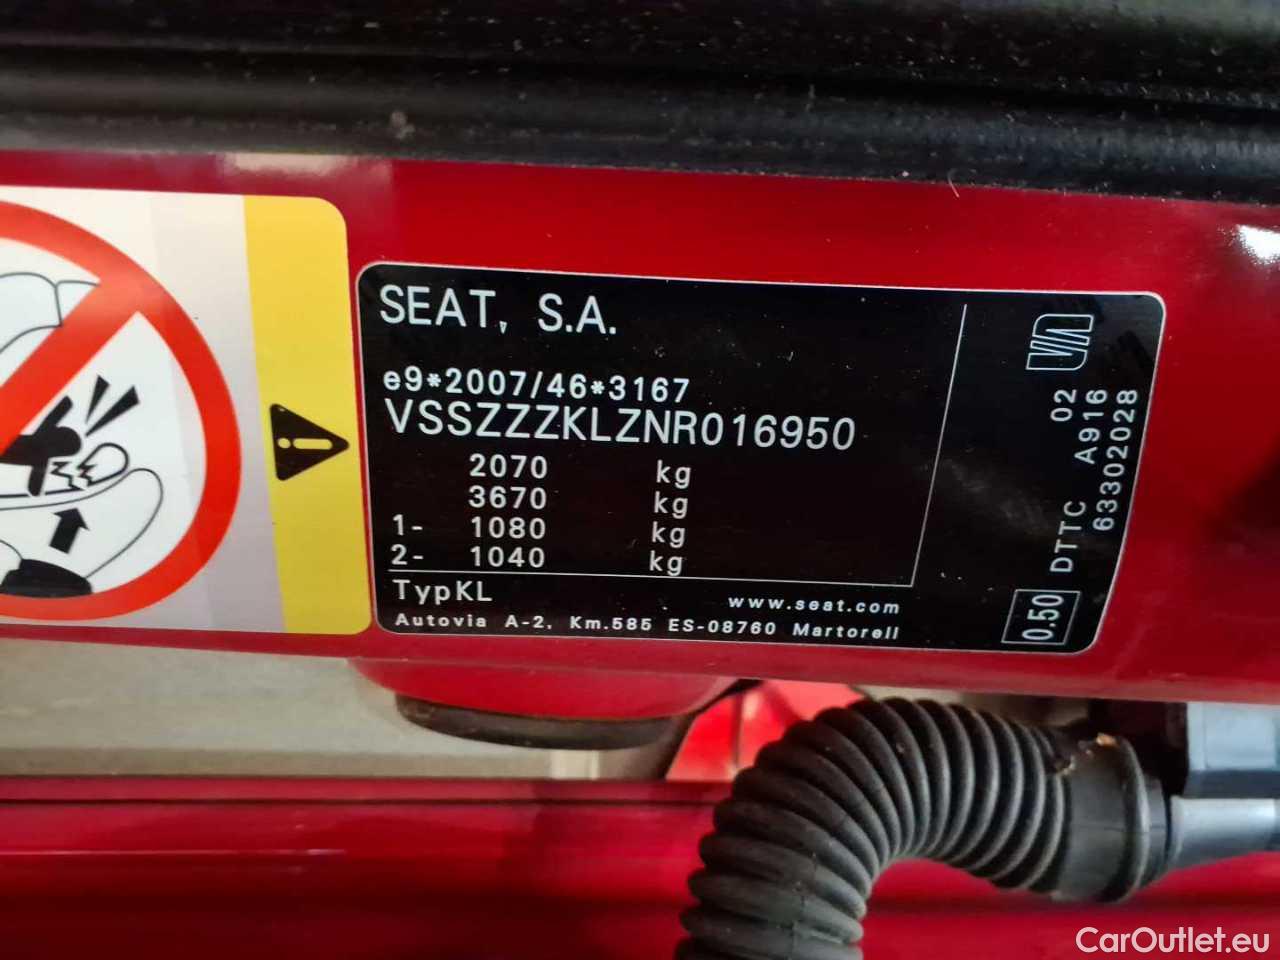 SEAT, S.A.
e9*2007/46*3167
VSSZZZKLZNR016950
2070 kg
3670 kg
1- 1080 kg
2- 1040 kg
TypKL
www.seat.com
Autovia A-2, Km.585 ES-08760 Martorell
02
A916
63302028
DTTC
0.50
CarOutlet.eu